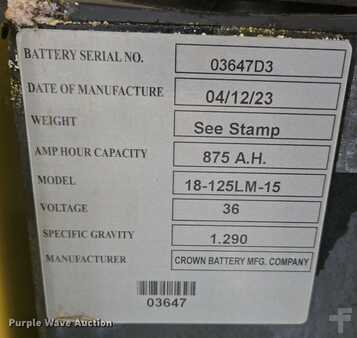 BATTERY SERIAL NO. 03647D3
DATE OF MANUFACTURE 04/12/23
WEIGHT See Stamp
AMP HOUR CAPACITY 875 A.H.
MODEL 18-125LM-15
VOLTAGE 36
SPECIFIC GRAVITY 1.290
MANUFACTURER CROWN BATTERY MFG. COMPANY
03647
Purple Wave Auction